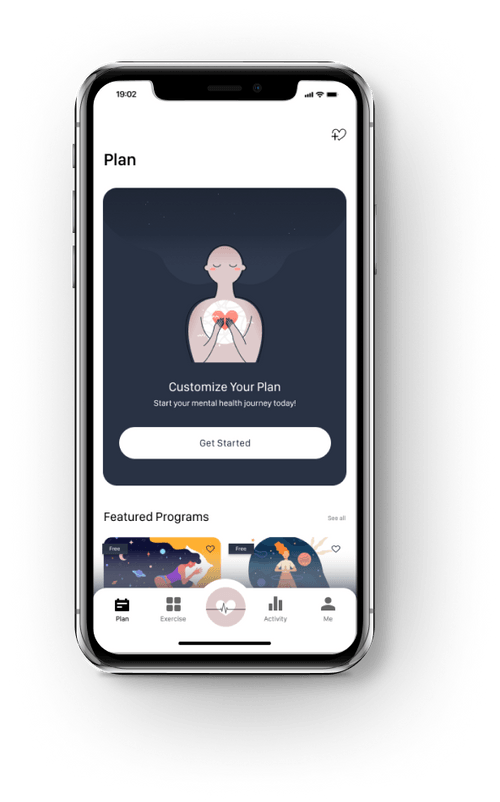 19:02
Plan
Customize Your Plan
Start your mental health journey today!
Get Started
Featured Programs
See all
Free
Free
Plan
Exercise
Activity
Me